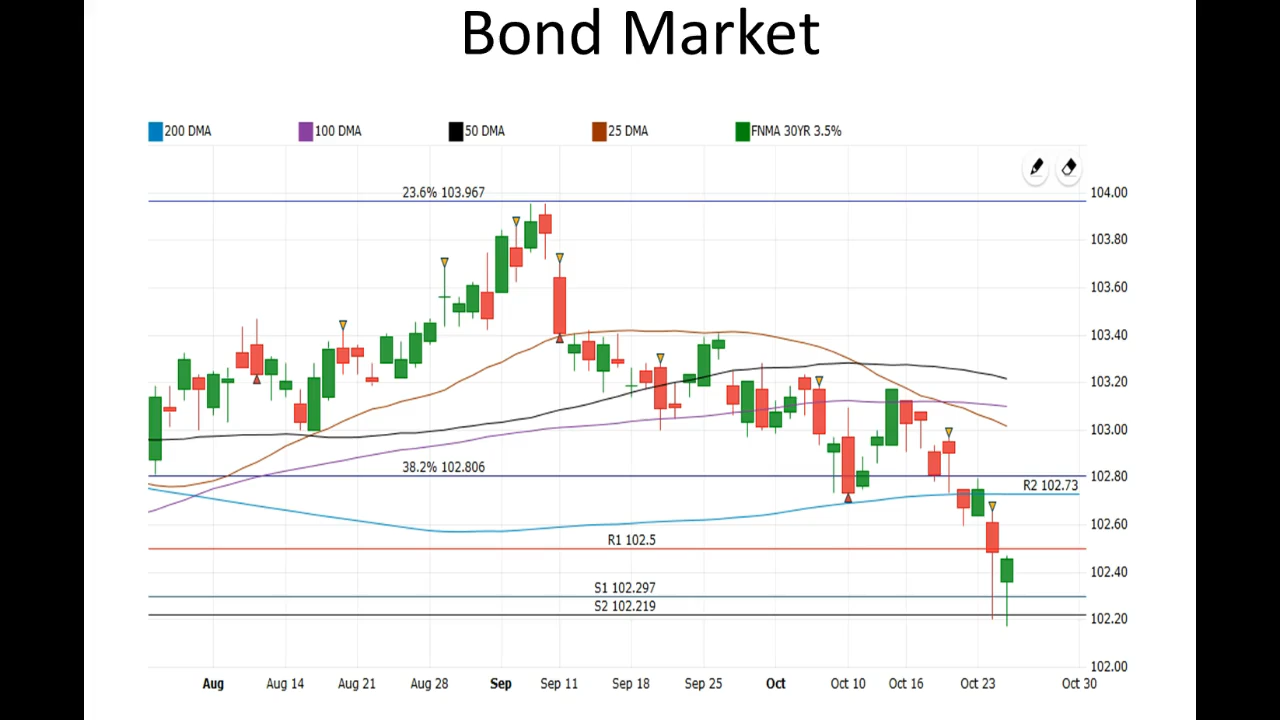 Bond Market
200 DMA 100 DMA 50 DMA 25 DMA FNMA 30YR 3.5%
23.6% 103.967
104.00
103.80
103.60
103.40
103.20
103.00
38.2% 102.806
102.80
R2 102.73
102.60
R1 102.5
102.40
S1 102.297
S2 102.219
102.20
102.00
Aug Aug 14 Aug 21 Aug 28 Sep Sep 11 Sep 18 Sep 25 Oct Oct 10 Oct 16 Oct 23 Oct 30